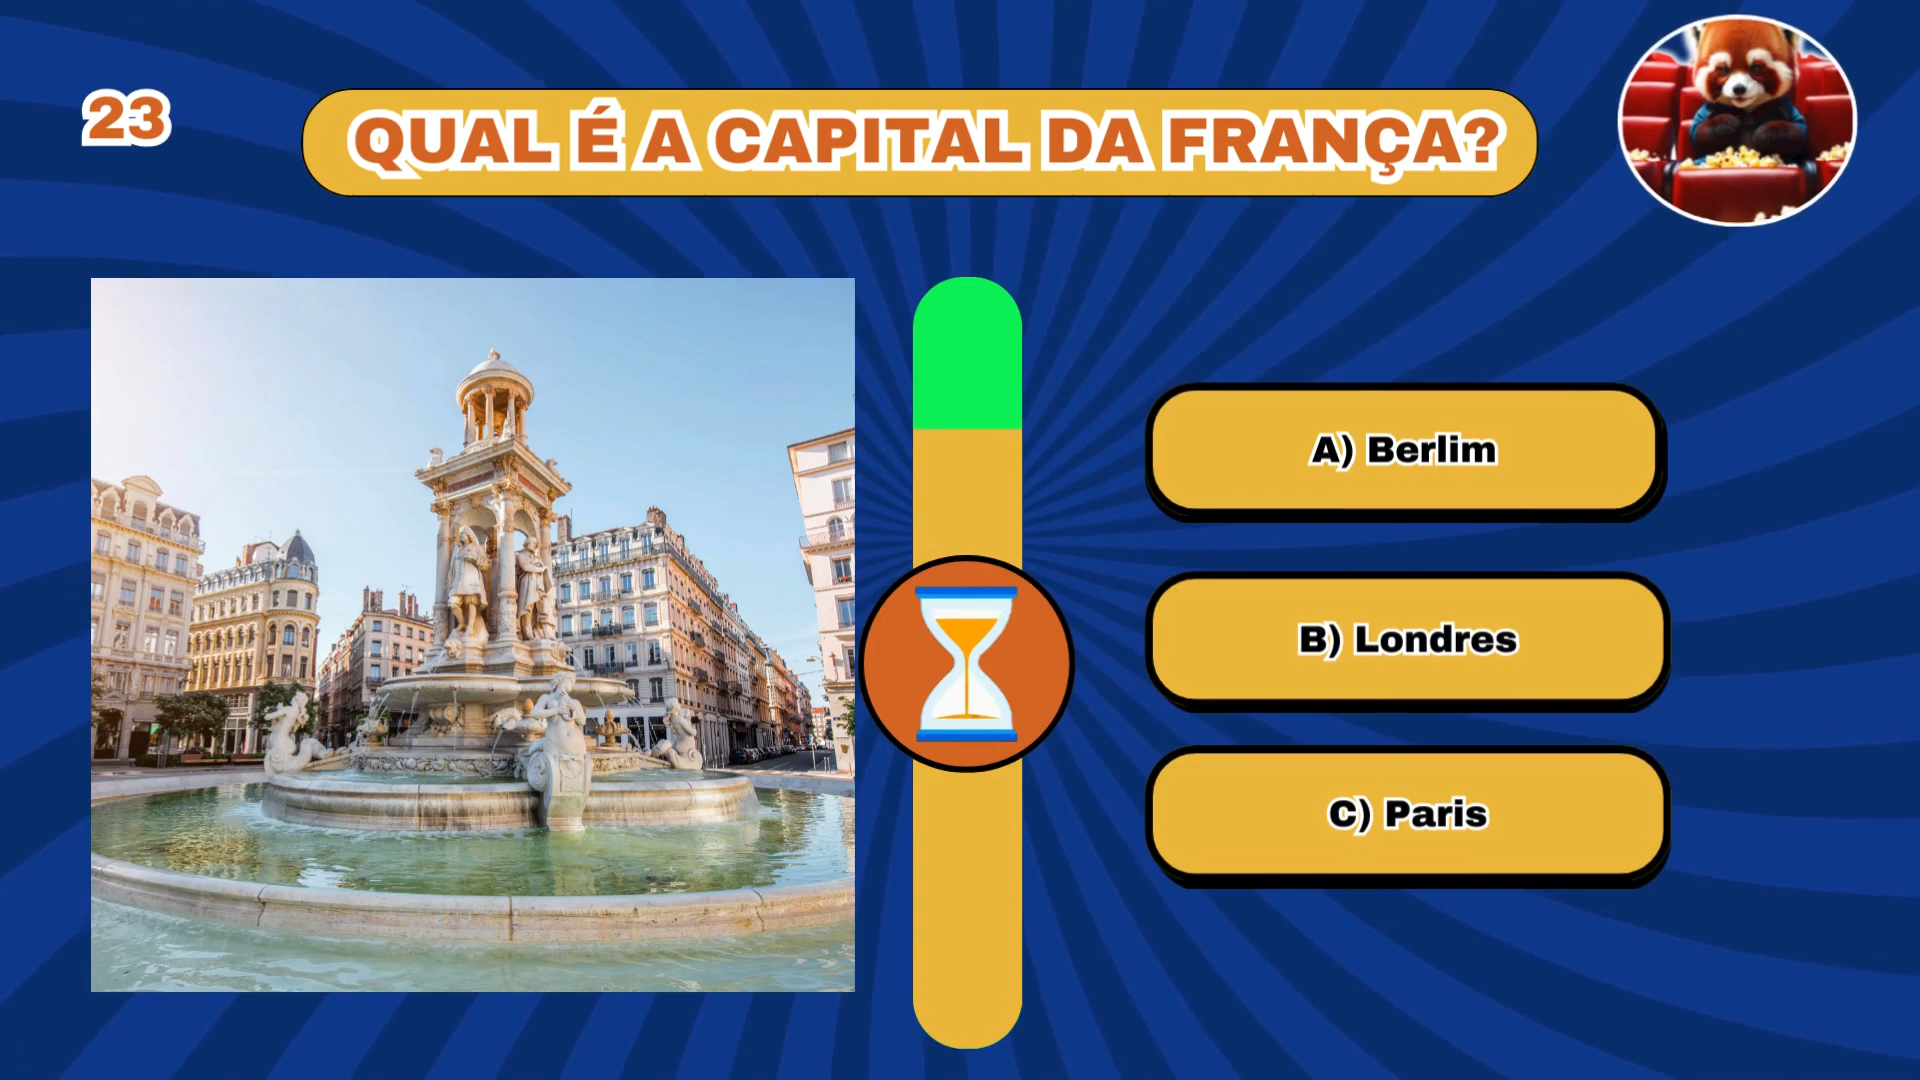 23
QUAL É A CAPITAL DA FRANÇA?
A) Berlim
B) Londres
C) Paris